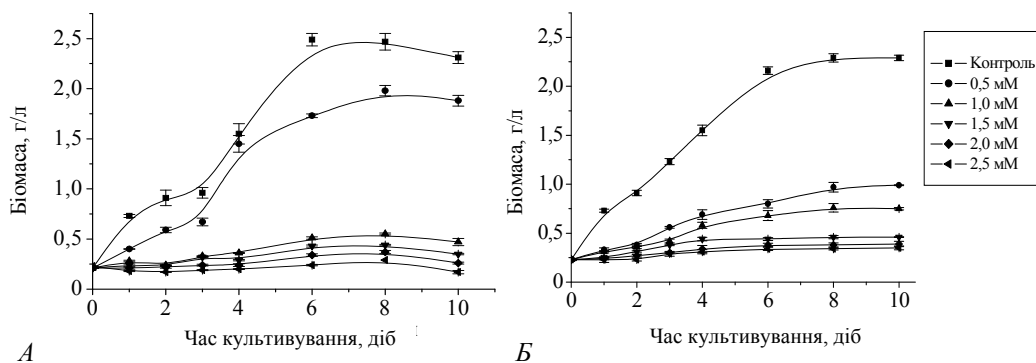 2,5
2,0
1,5
1,0
0,5
0
Біомаса, г/л
0 2 4 6 8 10
Час культивування, діб
А
2,5
2,0
1,5
1,0
0,5
0
Біомаса, г/л
0 2 4 6 8 10
Час культивування, діб
Б
Контроль
0,5 мМ
1,0 мМ
1,5 мМ
2,0 мМ
2,5 мМ